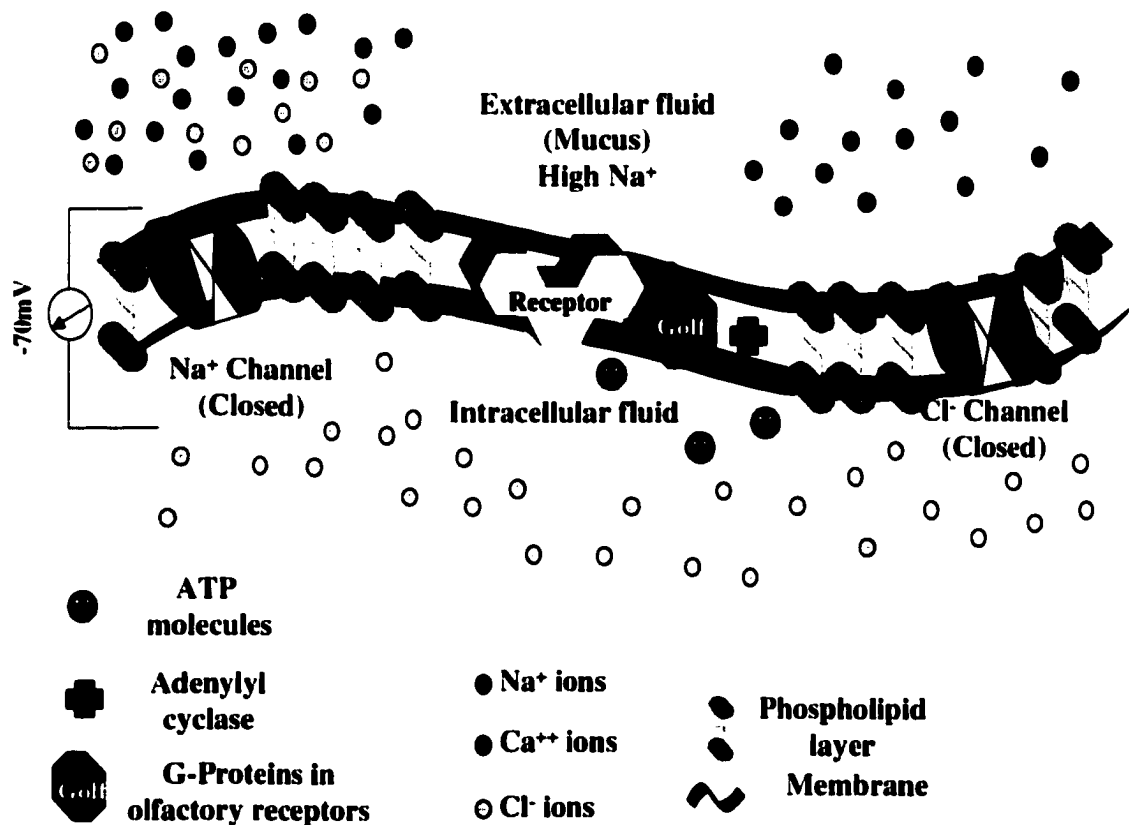 Extracellular fluid
(Mucus)
High Na⁺
-70mV
Receptor
Golf
Na⁺ Channel
(Closed)
Intracellular fluid
Cl⁻ Channel
(Closed)
ATP
molecules
Adenylyl
cyclase
Golf
G-Proteins in
olfactory receptors
Na⁺ ions
Ca⁺⁺ ions
Cl⁻ ions
Phospholipid
layer
Membrane